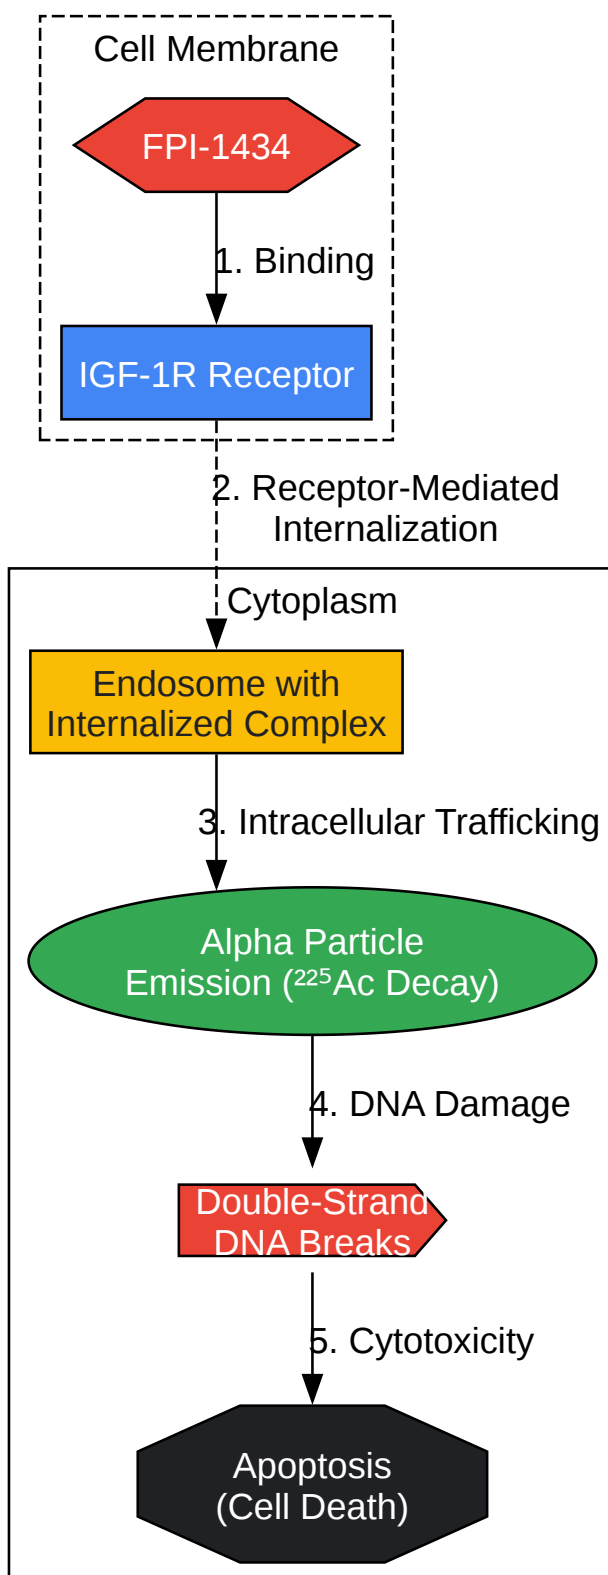 Cell Membrane
FPI-1434
1. Binding
IGF-1R Receptor
2. Receptor-Mediated
Internalization
Cytoplasm
Endosome with
Internalized Complex
3. Intracellular Trafficking
Alpha Particle
Emission (²²⁵Ac Decay)
4. DNA Damage
Double-Strand
DNA Breaks
5. Cytotoxicity
Apoptosis
(Cell Death)